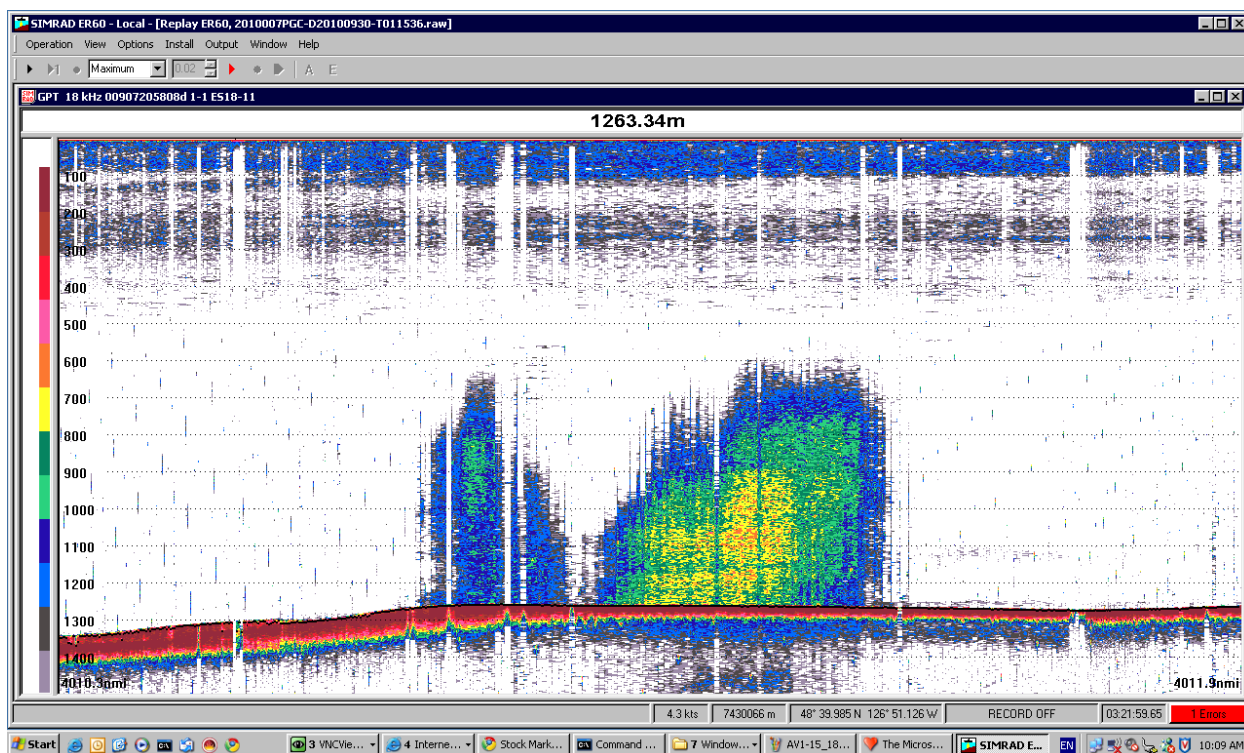 SIMRAD ER60 - Local - [Replay ER60, 2010007PGC-D20100930-T011536.raw]
Operation View Options Install Output Window Help
Maximum 0.02 A E
GPT 18 kHz 00907205808d 1-1 ES18-11
1263.34m
100
200
300
400
500
600
700
800
900
1000
1100
1200
1300
1400
4010.3nmi 4011.9nmi
4.3 kts 7430066 m 48° 39.985 N 126° 51.126 W RECORD OFF 03:21:59.65 1 Errors
Start 3 VNCVie... 4 Interne... Stock Mark... Command ... 7 Window... AV1-15_18... The Micros... SIMRAD E... EN 10:09 AM